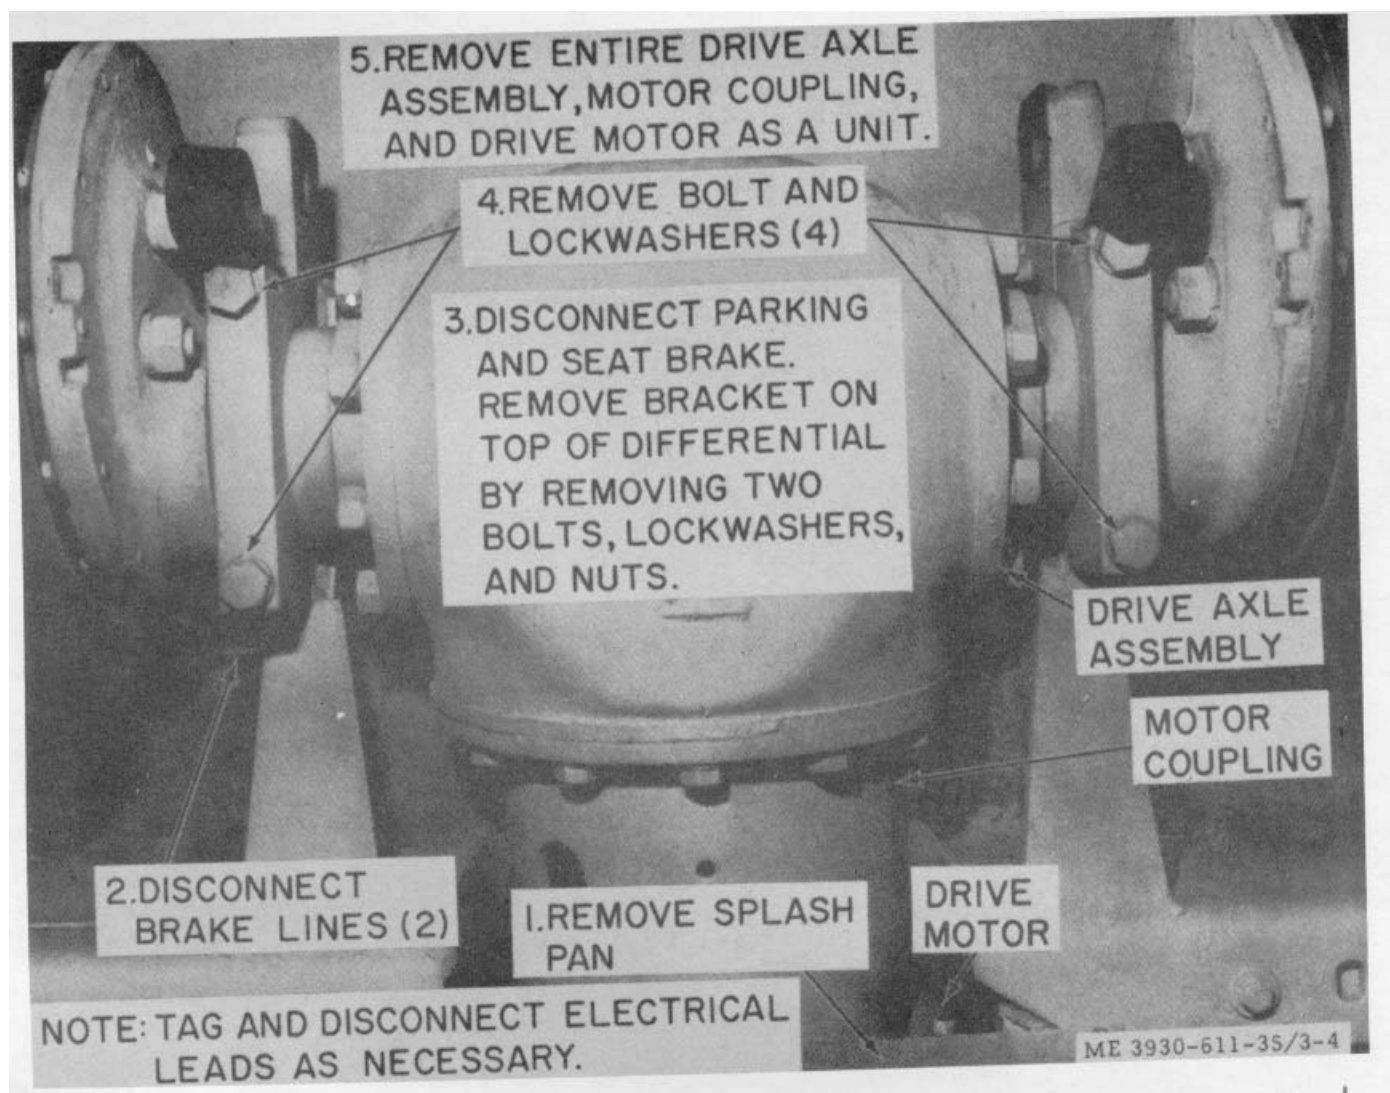 5.REMOVE ENTIRE DRIVE AXLE
ASSEMBLY, MOTOR COUPLING,
AND DRIVE MOTOR AS A UNIT.
4.REMOVE BOLT AND
LOCKWASHERS (4)
3.DISCONNECT PARKING
AND SEAT BRAKE.
REMOVE BRACKET ON
TOP OF DIFFERENTIAL
BY REMOVING TWO
BOLTS, LOCKWASHERS,
AND NUTS.
DRIVE AXLE
ASSEMBLY
MOTOR
COUPLING
2.DISCONNECT
BRAKE LINES (2)
1.REMOVE SPLASH
PAN
DRIVE
MOTOR
NOTE: TAG AND DISCONNECT ELECTRICAL
LEADS AS NECESSARY.
ME 3930-611-35/3-4